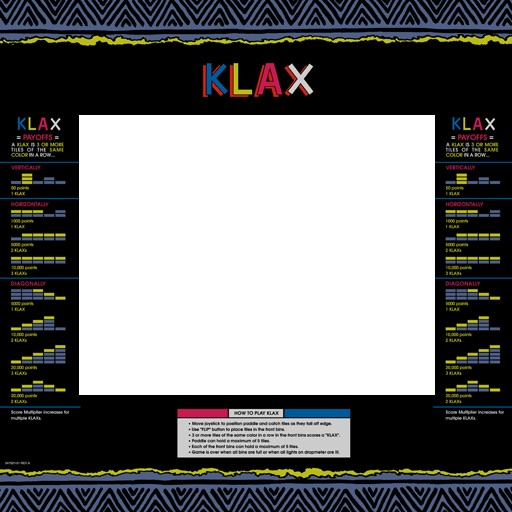 KLAX
KLAX
= PAYOFFS =
A KLAX IS 3 OR MORE
TILES OF THE SAME
COLOR IN A ROW...
VERTICALLY
50 points
1 KLAX
HORIZONTALLY
1000 points
1 KLAX
5000 points
2 KLAXs
10,000 points
3 KLAXs
DIAGONALLY
5000 points
1 KLAX
10,000 points
2 KLAXs
20,000 points
3 KLAXs
20,000 points
2 KLAXs
Score Multiplier increases for
multiple KLAXs.
KLAX
= PAYOFFS =
A KLAX IS 3 OR MORE
TILES OF THE SAME
COLOR IN A ROW...
VERTICALLY
50 points
1 KLAX
HORIZONTALLY
1000 points
1 KLAX
5000 points
2 KLAXs
10,000 points
3 KLAXs
DIAGONALLY
5000 points
1 KLAX
10,000 points
2 KLAXs
20,000 points
3 KLAXs
20,000 points
2 KLAXs
Score Multiplier increases for
multiple KLAXs.
HOW TO PLAY KLAX
• Move joystick to position paddle and catch tiles as they fall off edge.
• Use "FLIP" button to place tiles in the front bins.
• 3 or more tiles of the same color in a row in the front bins scores a "KLAX".
• Paddle can hold a maximum of 5 tiles.
• Each of the front bins can hold a maximum of 5 tiles.
• Game is over when all bins are full or when all lights on dropmeter are lit.